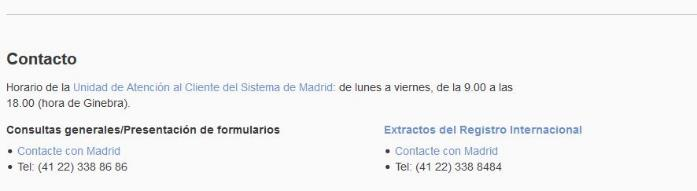 Contacto
Horario de la Unidad de Atención al Cliente del Sistema de Madrid: de lunes a viernes, de la 9.00 a las
18.00 (hora de Ginebra).
Consultas generales/Presentación de formularios
• Contacte con Madrid
• Tel: (41 22) 338 86 86
Extractos del Registro Internacional
• Contacte con Madrid
• Tel: (41 22) 338 8484